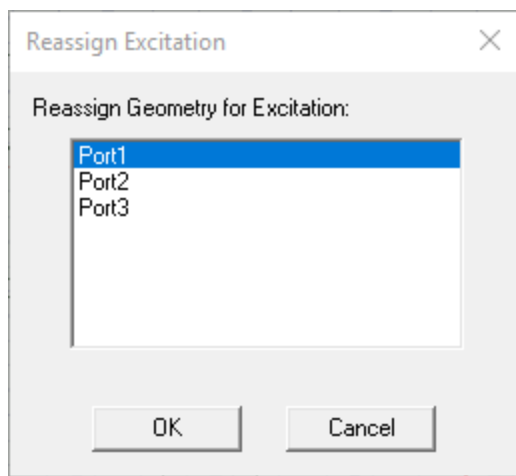 Reassign Excitation
Reassign Geometry for Excitation:
Port1
Port2
Port3
OK Cancel